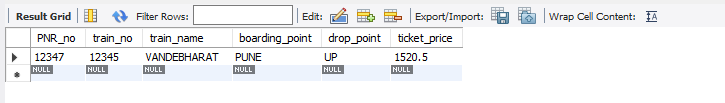 Result Grid Filter Rows: Edit: Export/Import: Wrap Cell Content: IA
PNR_no train_no train_name boarding_point drop_point ticket_price
12347 12345 VANDEBHARAT PUNE UP 1520.5
NULL NULL NULL NULL NULL NULL